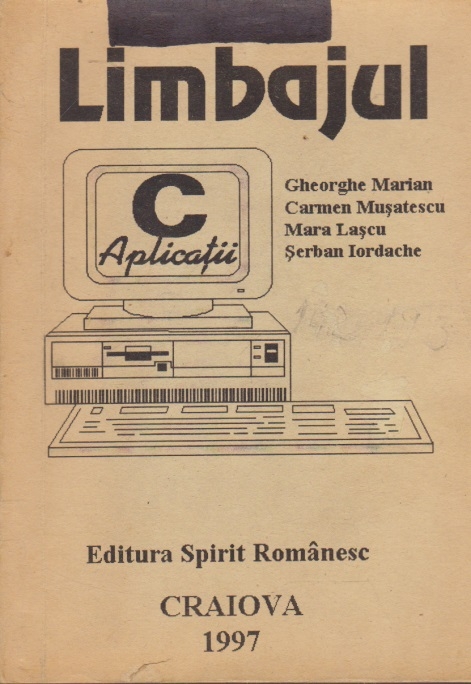 Limbajul
C
Aplicații
Gheorghe Marian
Carmen Mușatescu
Mara Lașcu
Șerban Iordache
Editura Spirit Românesc
CRAIOVA
1997